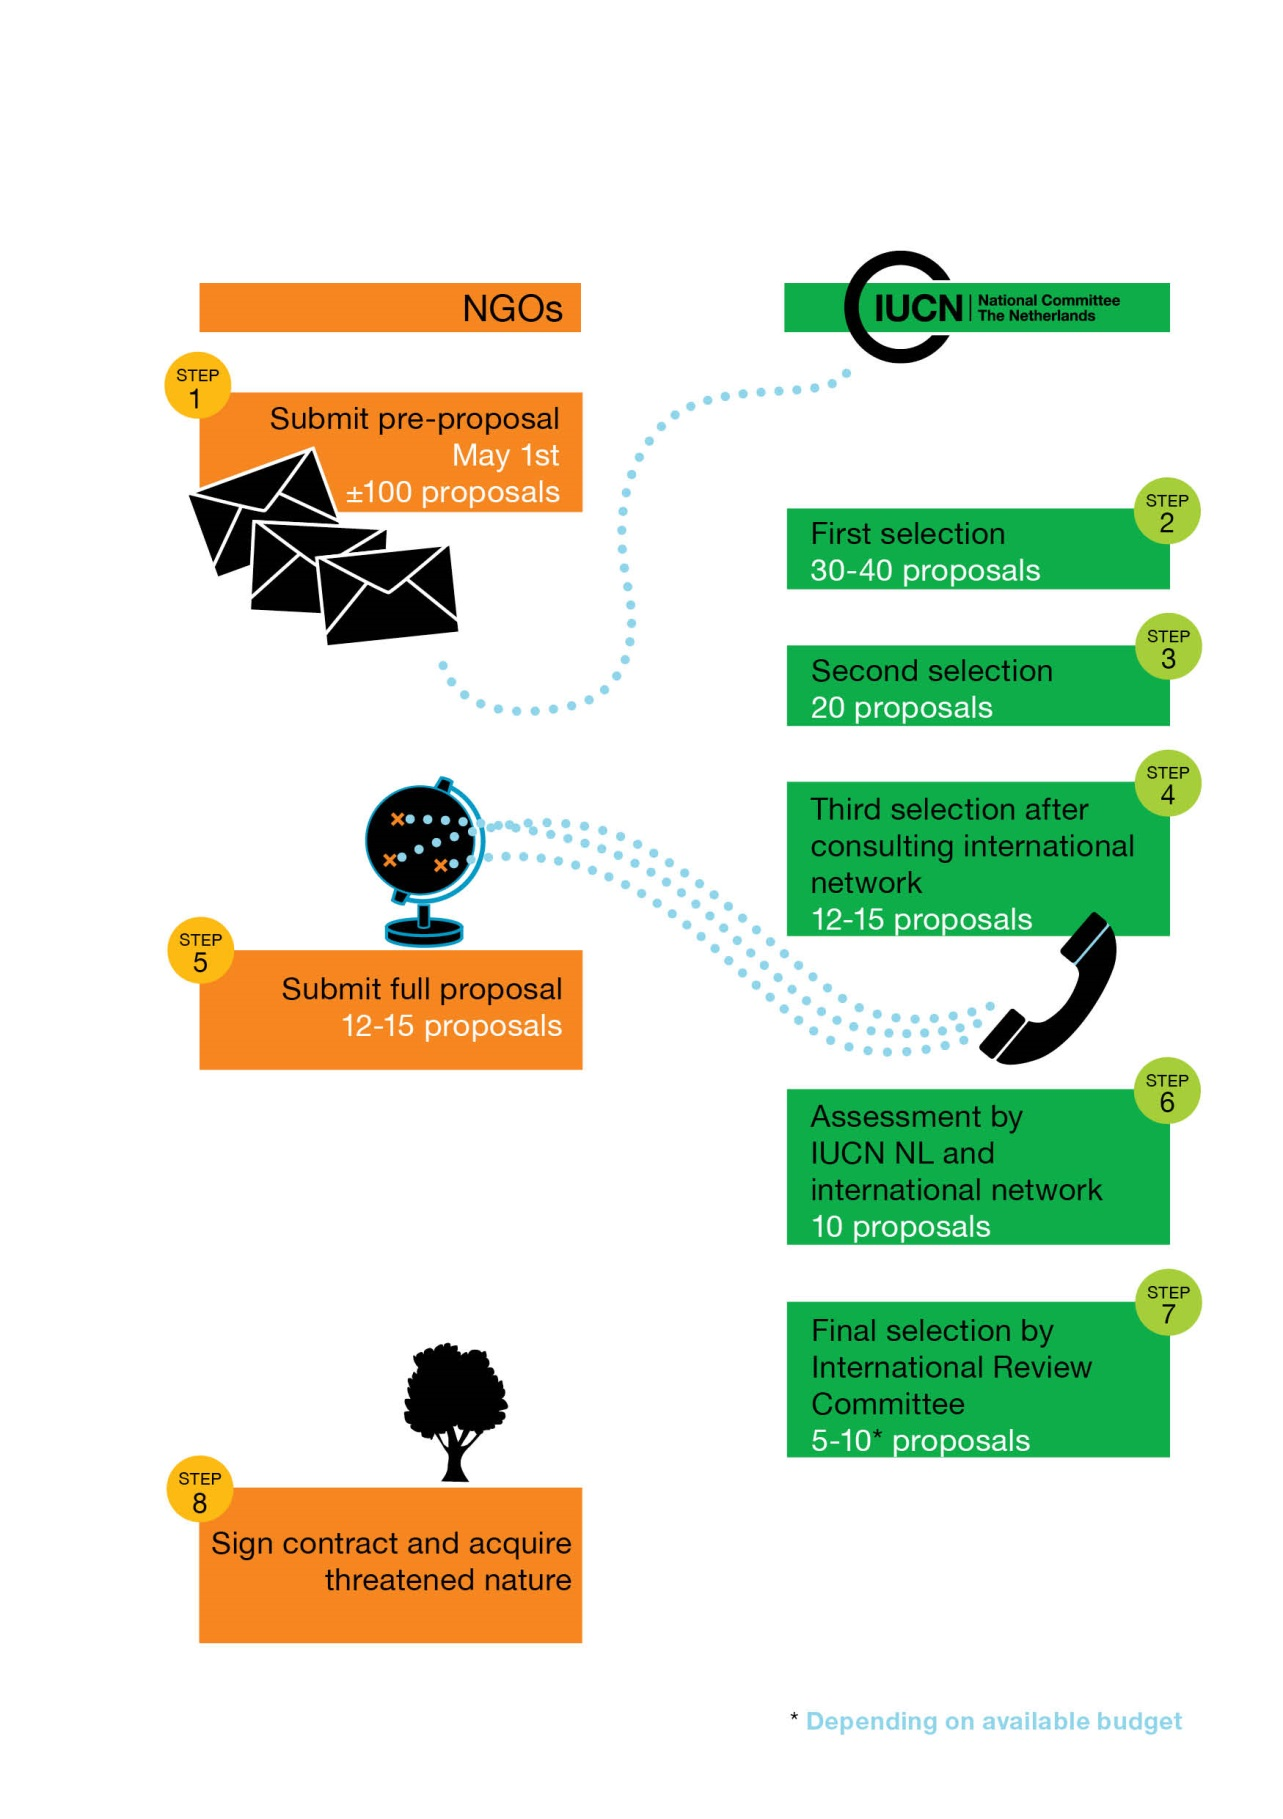 NGOs
IUCN
National Committee
The Netherlands
STEP
1
Submit pre-proposal
May 1st
±100 proposals
STEP
2
First selection
30-40 proposals
STEP
3
Second selection
20 proposals
STEP
4
Third selection after
consulting international
network
12-15 proposals
STEP
5
Submit full proposal
12-15 proposals
STEP
6
Assessment by
IUCN NL and
international network
10 proposals
STEP
7
Final selection by
International Review
Committee
5-10* proposals
STEP
8
Sign contract and acquire
threatened nature
* Depending on available budget